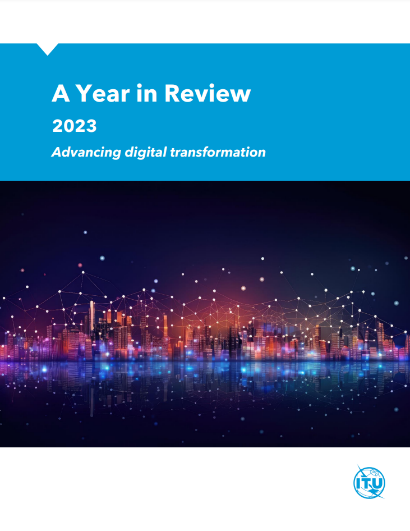 A Year in Review
2023
Advancing digital transformation
ITU